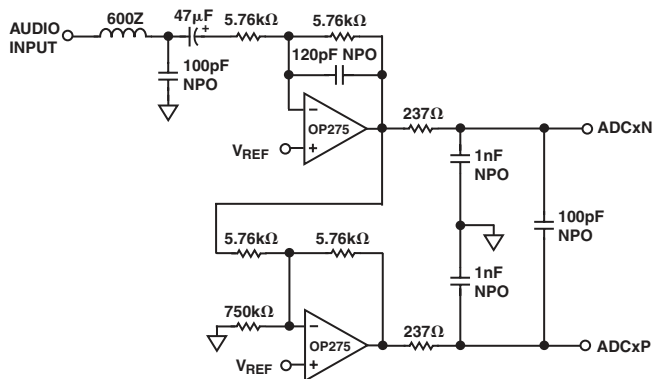 AUDIO
INPUT
600Z
47µF
+
5.76kΩ
5.76kΩ
100pF
NPO
120pF NPO
–
OP275
+
VREF
237Ω
ADCxN
1nF
NPO
100pF
NPO
1nF
NPO
5.76kΩ
5.76kΩ
750kΩ
–
OP275
+
VREF
237Ω
ADCxP